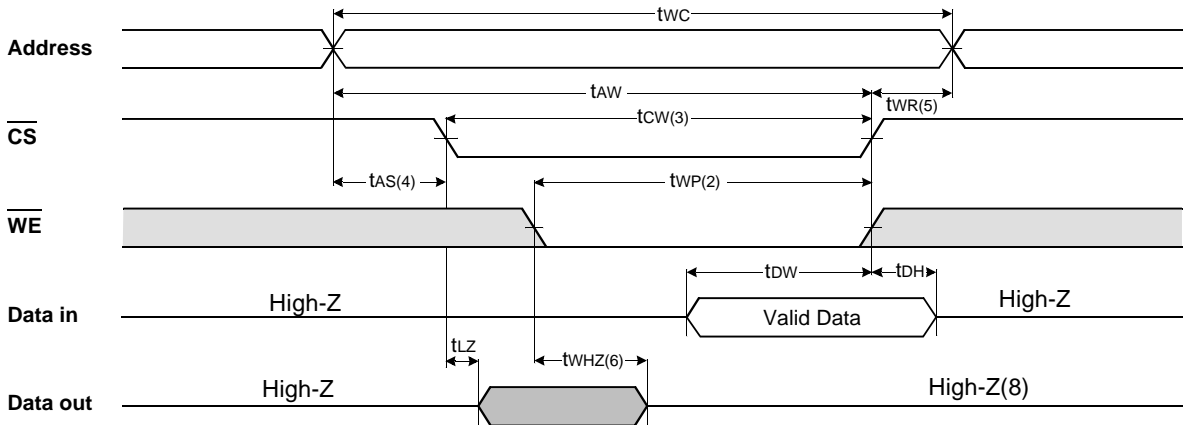 tWC
Address
tAW
tWR(5)
tCW(3)
CS
tAS(4)
tWP(2)
WE
tDW
tDH
High-Z
High-Z
Data in
Valid Data
tLZ
tWHZ(6)
High-Z
High-Z(8)
Data out